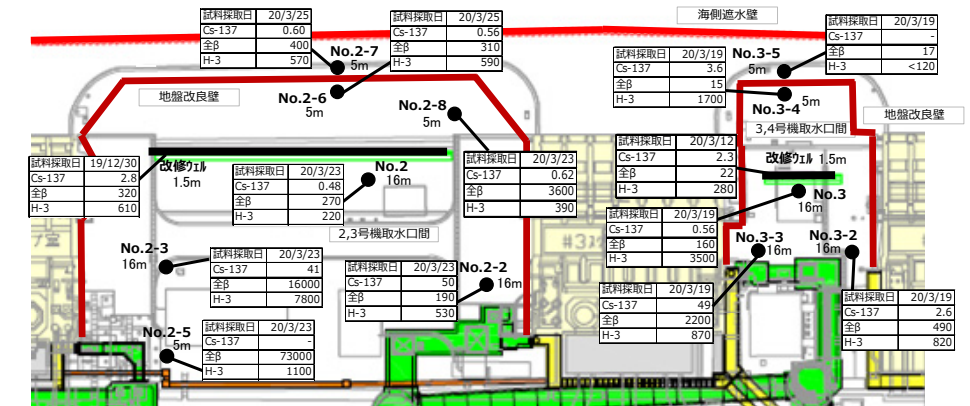 海側遮水壁
試料採取日 20/3/25
Cs-137 0.60
全β 400
H-3 570
No.2-7
5m
試料採取日 20/3/25
Cs-137 0.56
全β 310
H-3 590
No.2-6
5m
地盤改良壁
No.2-8
5m
試料採取日 20/3/23
Cs-137 0.62
全β 3600
H-3 390
試料採取日 19/12/30
Cs-137 2.8
全β 320
H-3 610
改修ウェル
1.5m
試料採取日 20/3/23
Cs-137 0.48
全β 270
H-3 220
No.2
16m
2,3号機取水口間
No.2-3
16m
試料採取日 20/3/23
Cs-137 41
全β 16000
H-3 7800
試料採取日 20/3/23
Cs-137 50
全β 190
H-3 530
No.2-2
16m
No.2-5
5m
試料採取日 20/3/23
Cs-137 -
全β 73000
H-3 1100
試料採取日 20/3/19
Cs-137 -
全β 17
H-3 <120
No.3-5
5m
試料採取日 20/3/19
Cs-137 3.6
全β 15
H-3 1700
No.3-4
5m
地盤改良壁
3,4号機取水口間
試料採取日 20/3/12
Cs-137 2.3
全β 22
H-3 280
改修ウェル 1.5m
No.3
16m
試料採取日 20/3/19
Cs-137 0.56
全β 160
H-3 3500
No.3-3
16m
試料採取日 20/3/19
Cs-137 49
全β 2200
H-3 870
No.3-2
16m
試料採取日 20/3/19
Cs-137 2.6
全β 490
H-3 820